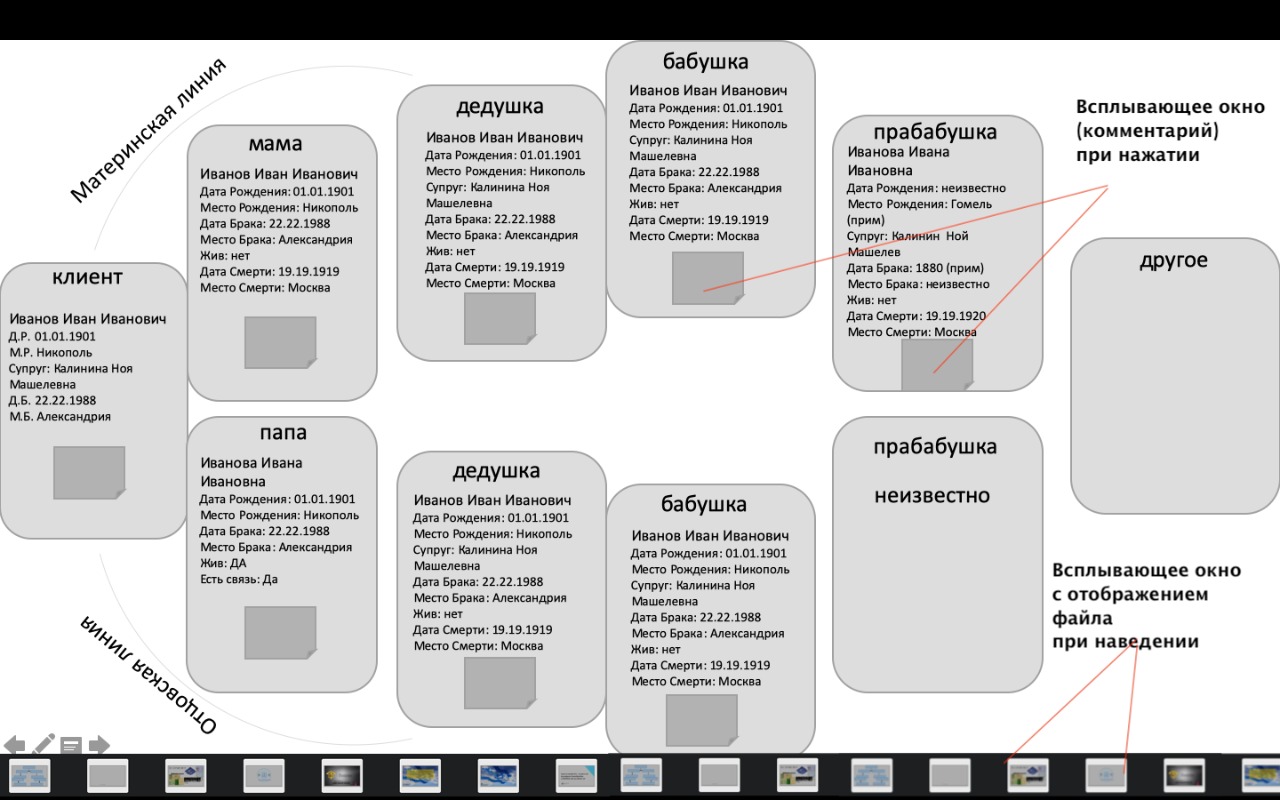 Материнская линия
клиент
Иванов Иван Иванович
Д.Р. 01.01.1901
М.Р. Никополь
Супруг: Калинина Ноя
Машелевна
Д.Б. 22.22.1988
М.Б. Александрия
Отцовская линия
мама
Иванов Иван Иванович
Дата Рождения: 01.01.1901
Место Рождения: Никополь
Дата Брака: 22.22.1988
Место Брака: Александрия
Жив: нет
Дата Смерти: 19.19.1919
Место Смерти: Москва
папа
Иванова Ивана
Ивановна
Дата Рождения: 01.01.1901
Место Рождения: Никополь
Дата Брака: 22.22.1988
Место Брака: Александрия
Жив: ДА
Есть связь: Да
дедушка
Иванов Иван Иванович
Дата Рождения: 01.01.1901
Место Рождения: Никополь
Супруг: Калинина Ноя
Машелевна
Дата Брака: 22.22.1988
Место Брака: Александрия
Жив: нет
Дата Смерти: 19.19.1919
Место Смерти: Москва
дедушка
Иванов Иван Иванович
Дата Рождения: 01.01.1901
Место Рождения: Никополь
Супруг: Калинина Ноя
Машелевна
Дата Брака: 22.22.1988
Место Брака: Александрия
Жив: нет
Дата Смерти: 19.19.1919
Место Смерти: Москва
бабушка
Иванов Иван Иванович
Дата Рождения: 01.01.1901
Место Рождения: Никополь
Супруг: Калинина Ноя
Машелевна
Дата Брака: 22.22.1988
Место Брака: Александрия
Жив: нет
Дата Смерти: 19.19.1919
Место Смерти: Москва
бабушка
Иванов Иван Иванович
Дата Рождения: 01.01.1901
Место Рождения: Никополь
Супруг: Калинина Ноя
Машелевна
Дата Брака: 22.22.1988
Место Брака: Александрия
Жив: нет
Дата Смерти: 19.19.1919
Место Смерти: Москва
прабабушка
Иванова Ивана
Ивановна
Дата Рождения: неизвестно
Место Рождения: Гомель
(прим)
Супруг: Калинин Ной
Машелев
Дата Брака: 1880 (прим)
Место Брака: неизвестно
Жив: нет
Дата Смерти: 19.19.1920
Место Смерти: Москва
прабабушка
неизвестно
Всплывающее окно
(комментарий)
при нажатии
другое
Всплывающее окно
с отображением
файла
при наведении